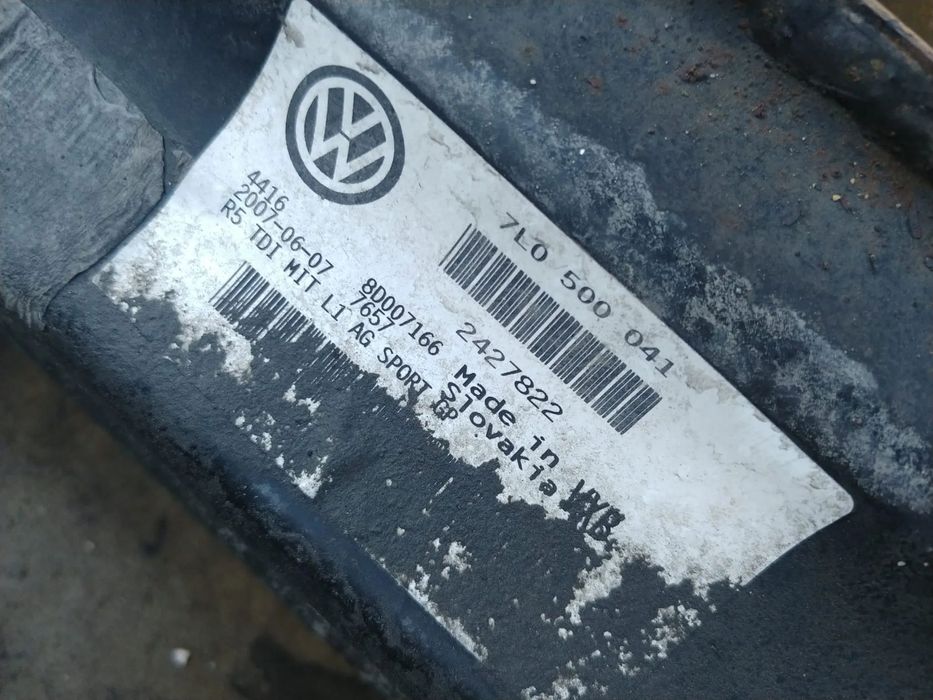 7L0 500 041
2427822
Made in
Slovakia
4416
2007-06-07 8D007166
7657
R5 TDI MIT LI AG SPORT GP